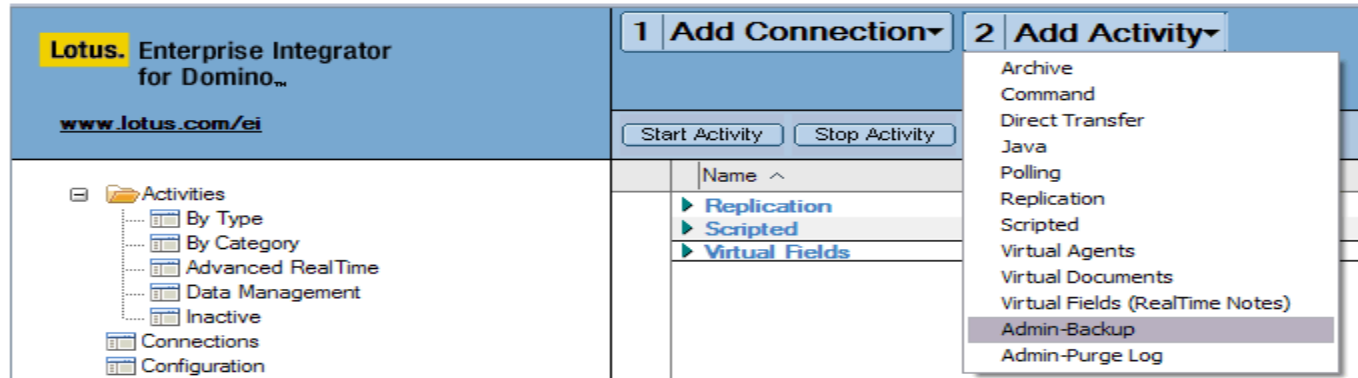 Lotus. Enterprise Integrator
for Domino™
www.lotus.com/ei
1 Add Connection
2 Add Activity
Archive
Command
Direct Transfer
Java
Polling
Replication
Scripted
Virtual Agents
Virtual Documents
Virtual Fields (RealTime Notes)
Admin-Backup
Admin-Purge Log
Start Activity
Stop Activity
Name
Replication
Scripted
Virtual Fields
Activities
By Type
By Category
Advanced RealTime
Data Management
Inactive
Connections
Configuration